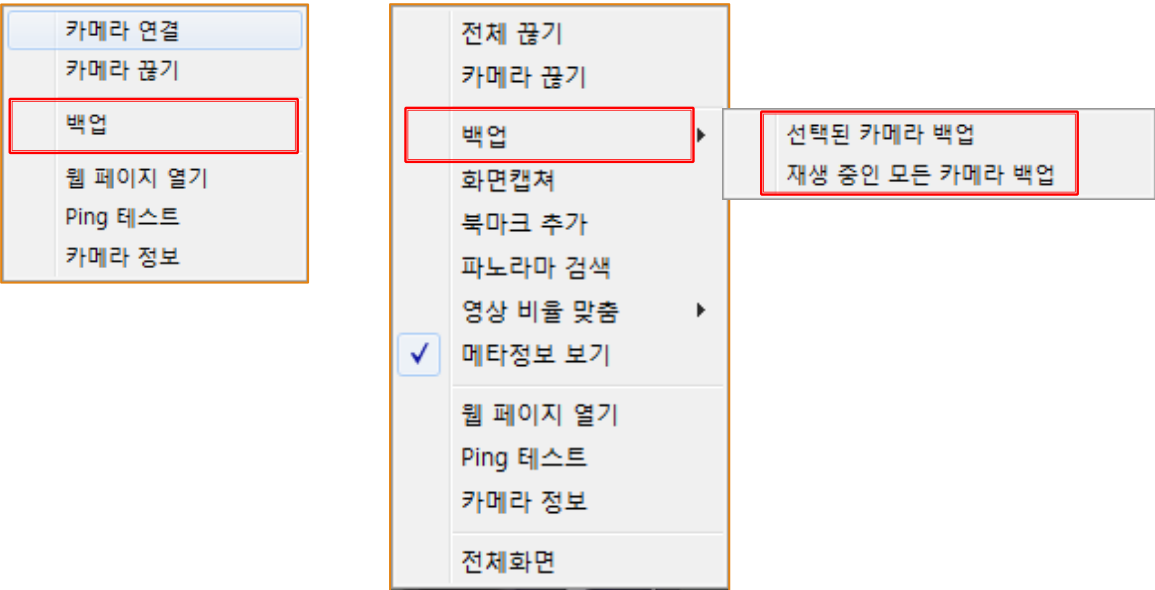 카메라 연결
카메라 끊기
백업
웹 페이지 열기
Ping 테스트
카메라 정보
전체 끊기
카메라 끊기
백업
화면캡쳐
북마크 추가
파노라마 검색
영상 비율 맞춤
메타정보 보기
웹 페이지 열기
Ping 테스트
카메라 정보
전체화면
선택된 카메라 백업
재생 중인 모든 카메라 백업